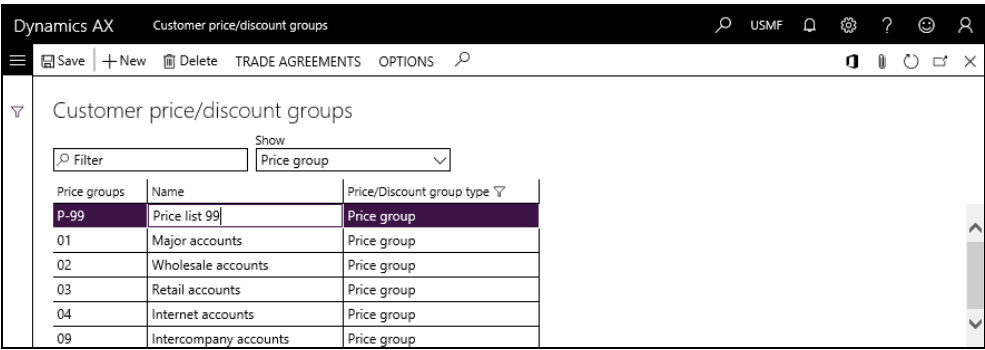 Dynamics AX Customer price/discount groups USMF ?
Save + New Delete TRADE AGREEMENTS OPTIONS
Customer price/discount groups
Show
Filter Price group
Price groups Name Price/Discount group type
P-99 Price list 99 Price group
01 Major accounts Price group
02 Wholesale accounts Price group
03 Retail accounts Price group
04 Internet accounts Price group
09 Intercompany accounts Price group